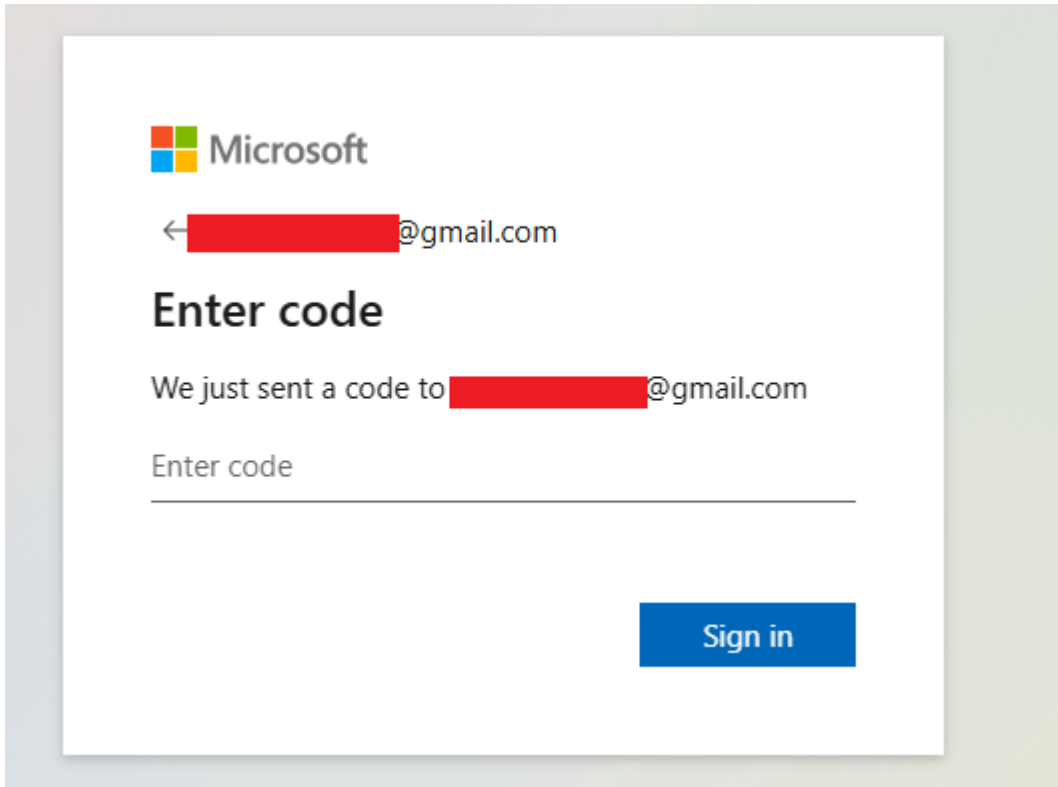 Microsoft
← @gmail.com
Enter code
We just sent a code to @gmail.com
Enter code
Sign in